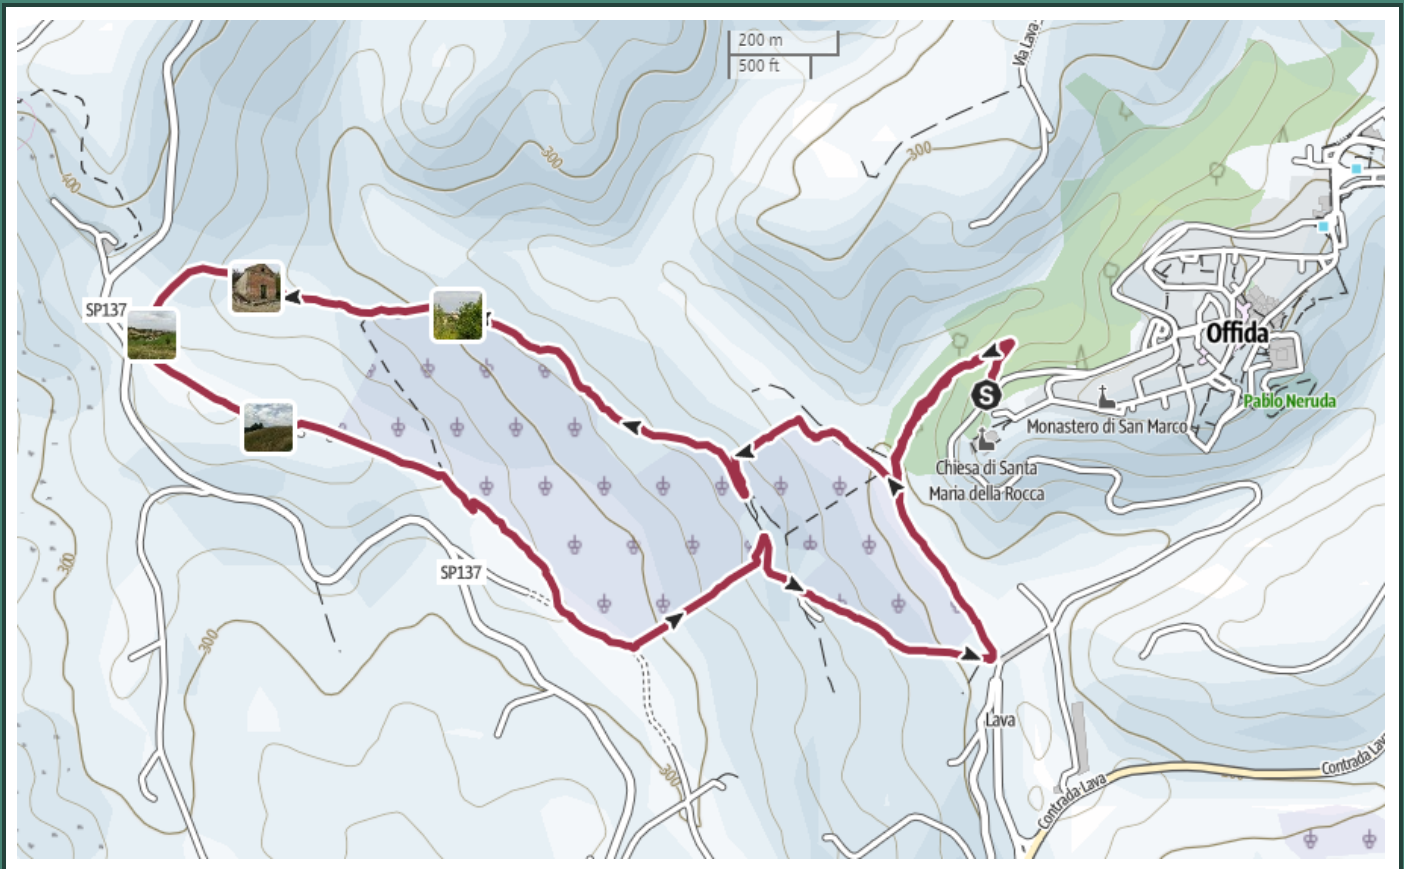 200 m
500 ft
Via Lava
300
300
400
SP137
S
Offida
Pablo Neruda
Monastero di San Marco
Chiesa di Santa
Maria della Rocca
300
SP137
300
Lava
300
Contrada Lava
Contrada Lava